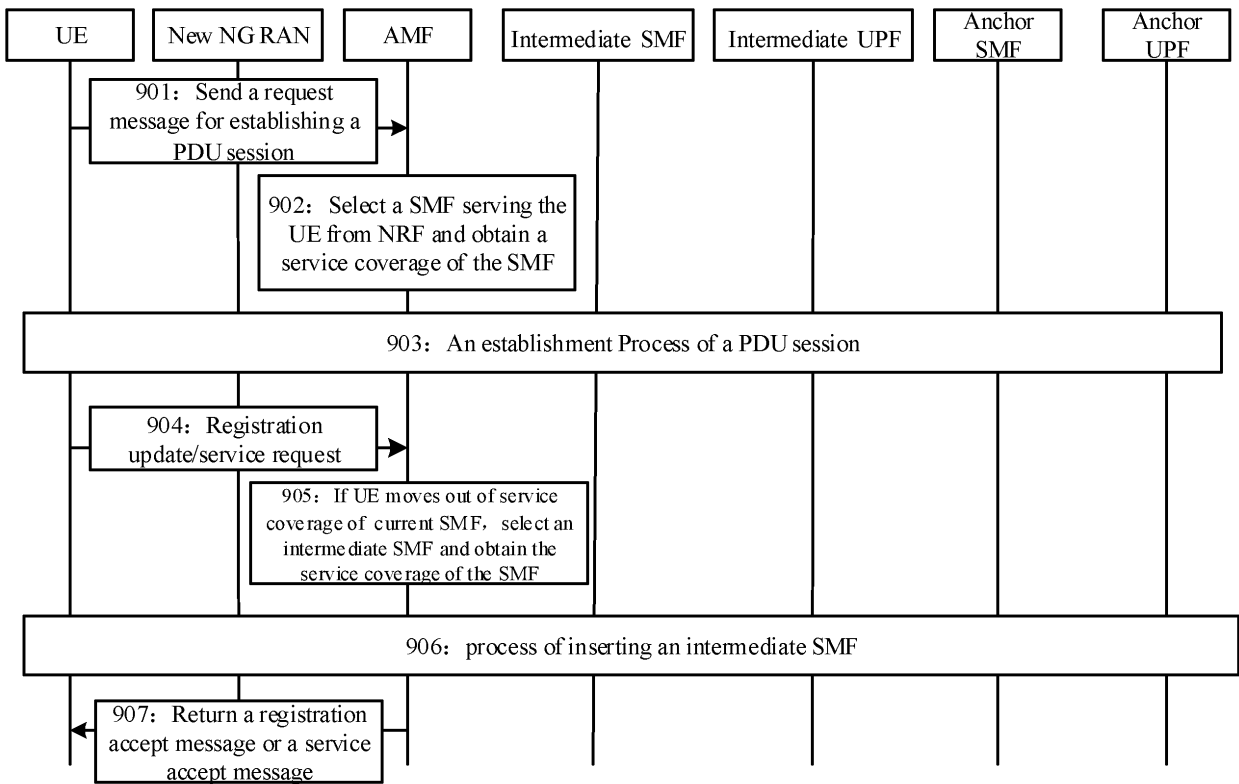 UE
New NG RAN
AMF
Intermediate SMF
Intermediate UPF
Anchor
SMF
Anchor
UPF
901：Send a request
message for establishing a
PDU session
902：Select a SMF serving the
UE from NRF and obtain a
service coverage of the SMF
903：An establishment Process of a PDU session
904：Registration
update/service request
905：If UE moves out of service
coverage of current SMF，select an
intermediate SMF and obtain the
service coverage of the SMF
906：process of inserting an intermediate SMF
907：Return a registration
accept message or a service
accept message